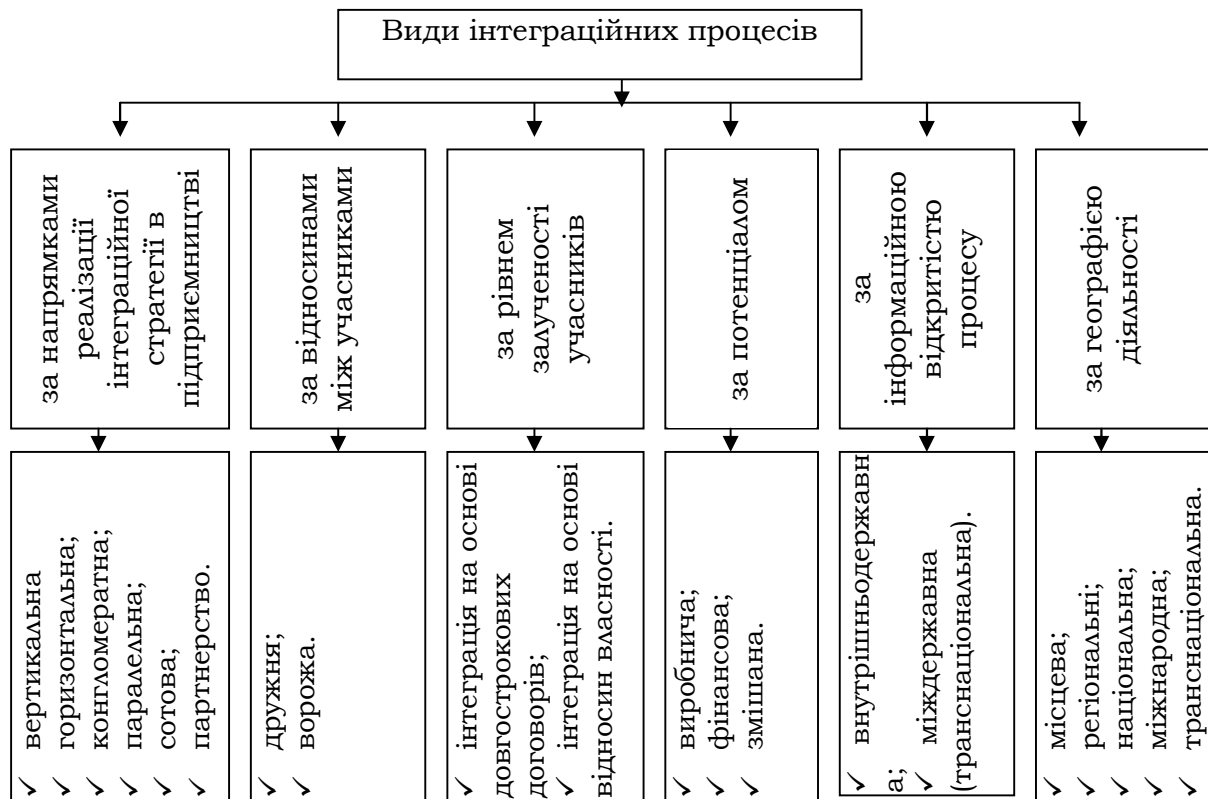 Види інтеграційних процесів
за напрямками
реалізації
інтеграційної
стратегії в
підприємництві
за відносинами
між учасниками
за рівнем
залученості
учасників
за потенціалом
за
інформаційною
відкритістю
процесу
за географією
діяльності
✓ вертикальна
✓ горизонтальна;
✓ конгломератна;
✓ паралельна;
✓ сотова;
✓ партнерство.
✓ дружня;
✓ ворожа.
✓ інтеграція на основі
довгострокових
договорів;
✓ інтеграція на основі
відносин власності.
✓ виробнича;
✓ фінансова;
✓ змішана.
✓ внутрішньодержавн
а;
✓ міждержавна
(транснаціональна).
✓ місцева;
✓ регіональні;
✓ національна;
✓ міжнародна;
✓ транснаціональна.